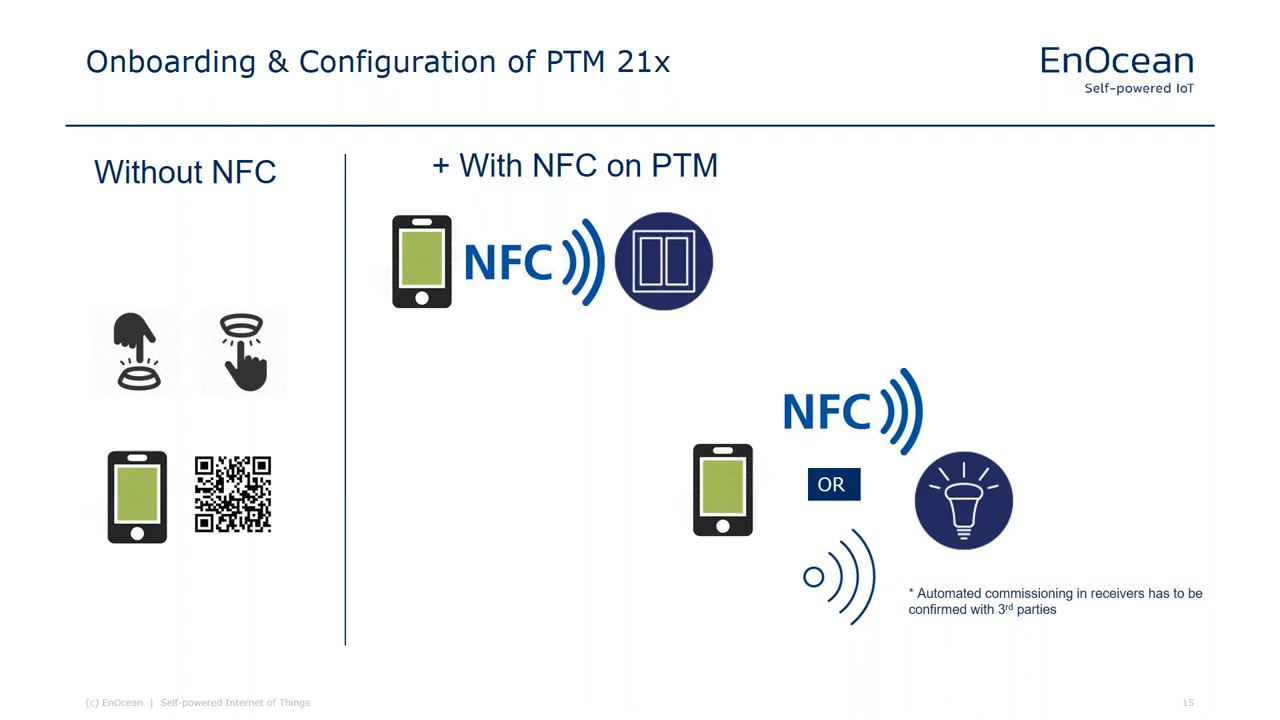 Onboarding & Configuration of PTM 21x
EnOcean
Self-powered IoT
Without NFC
+ With NFC on PTM
NFC
NFC
OR
* Automated commissioning in receivers has to be
confirmed with 3rd parties
(c) EnOcean | Self-powered Internet of Things
15